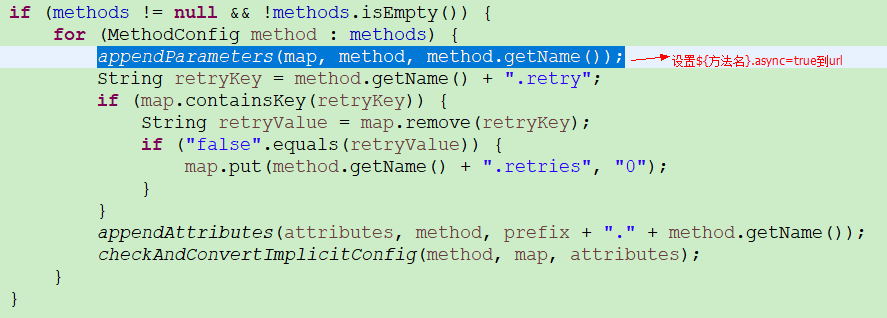 if (methods != null && !methods.isEmpty()) {
for (MethodConfig method : methods) {
appendParameters(map, method, method.getName()); 设置${方法名}.async=true到url
String retryKey = method.getName() + ".retry";
if (map.containsKey(retryKey)) {
String retryValue = map.remove(retryKey);
if ("false".equals(retryValue)) {
map.put(method.getName() + ".retries", "0");
}
}
appendAttributes(attributes, method, prefix + "." + method.getName());
checkAndConvertImplicitConfig(method, map, attributes);
}
}